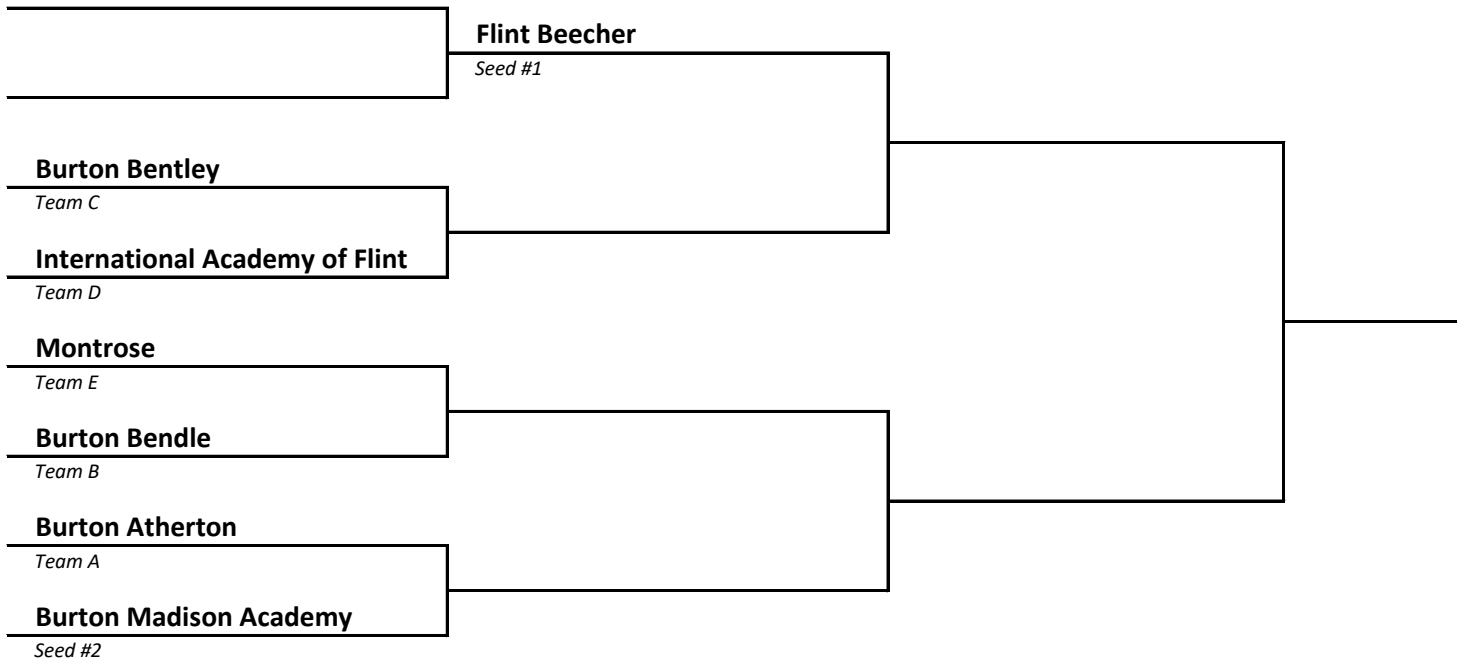 Flint Beecher
Seed #1
Burton Bentley
Team C
International Academy of Flint
Team D
Montrose
Team E
Burton Bendle
Team B
Burton Atherton
Team A
Burton Madison Academy
Seed #2